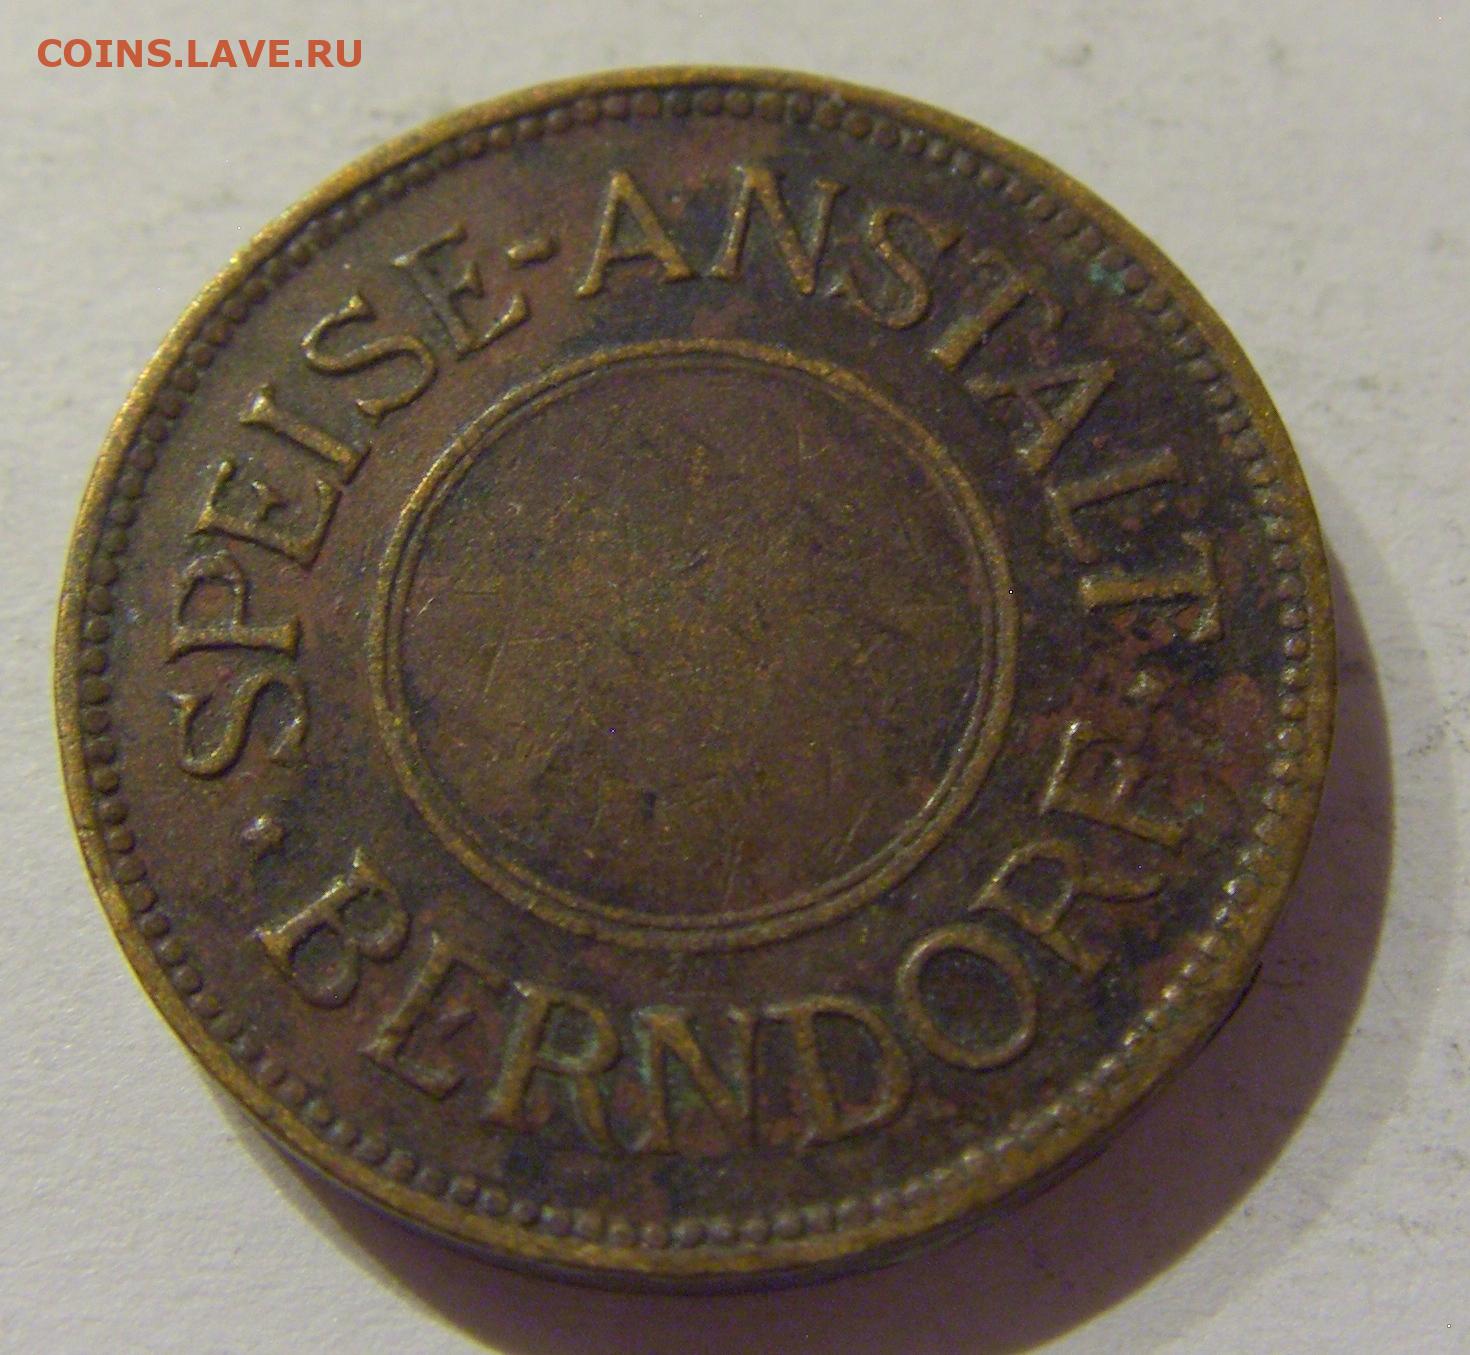 COINS.LAVE.RU
SPEISE-ANSTALT
· BERNDORF ·